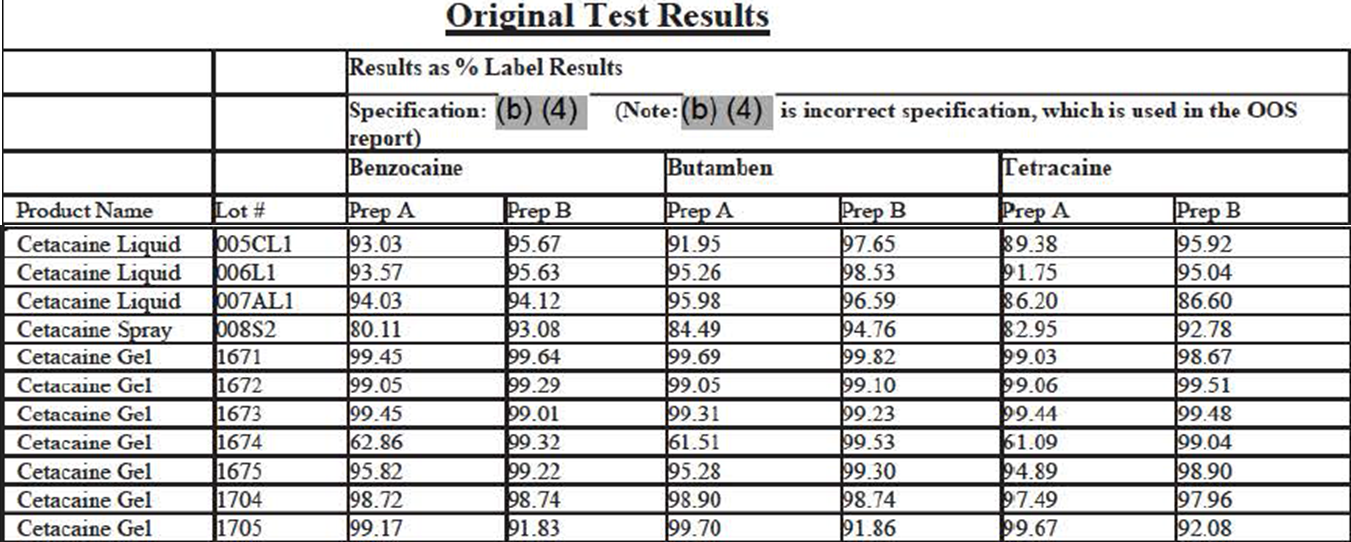 Original Test Results
Results as % Label Results
Specification: (b) (4) (Note: (b) (4) is incorrect specification, which is used in the OOS
report)
Benzocaine Butamben Tetracaine
Product Name Lot # Prep A Prep B Prep A Prep B Prep A Prep B
Cetacaine Liquid 005CL1 93.03 95.67 91.95 97.65 89.38 95.92
Cetacaine Liquid 006L1 93.57 95.63 95.26 98.53 91.75 95.04
Cetacaine Liquid 007AL1 94.03 94.12 95.98 96.59 86.20 86.60
Cetacaine Spray 008S2 80.11 93.08 84.49 94.76 82.95 92.78
Cetacaine Gel 1671 99.45 99.64 99.69 99.82 99.03 98.67
Cetacaine Gel 1672 99.05 99.29 99.05 99.10 99.06 99.51
Cetacaine Gel 1673 99.45 99.01 99.31 99.23 99.44 99.48
Cetacaine Gel 1674 62.86 99.32 61.51 99.53 61.09 99.04
Cetacaine Gel 1675 95.82 99.22 95.28 99.30 94.89 98.90
Cetacaine Gel 1704 98.72 98.74 98.90 98.74 97.49 97.96
Cetacaine Gel 1705 99.17 91.83 99.70 91.86 99.67 92.08